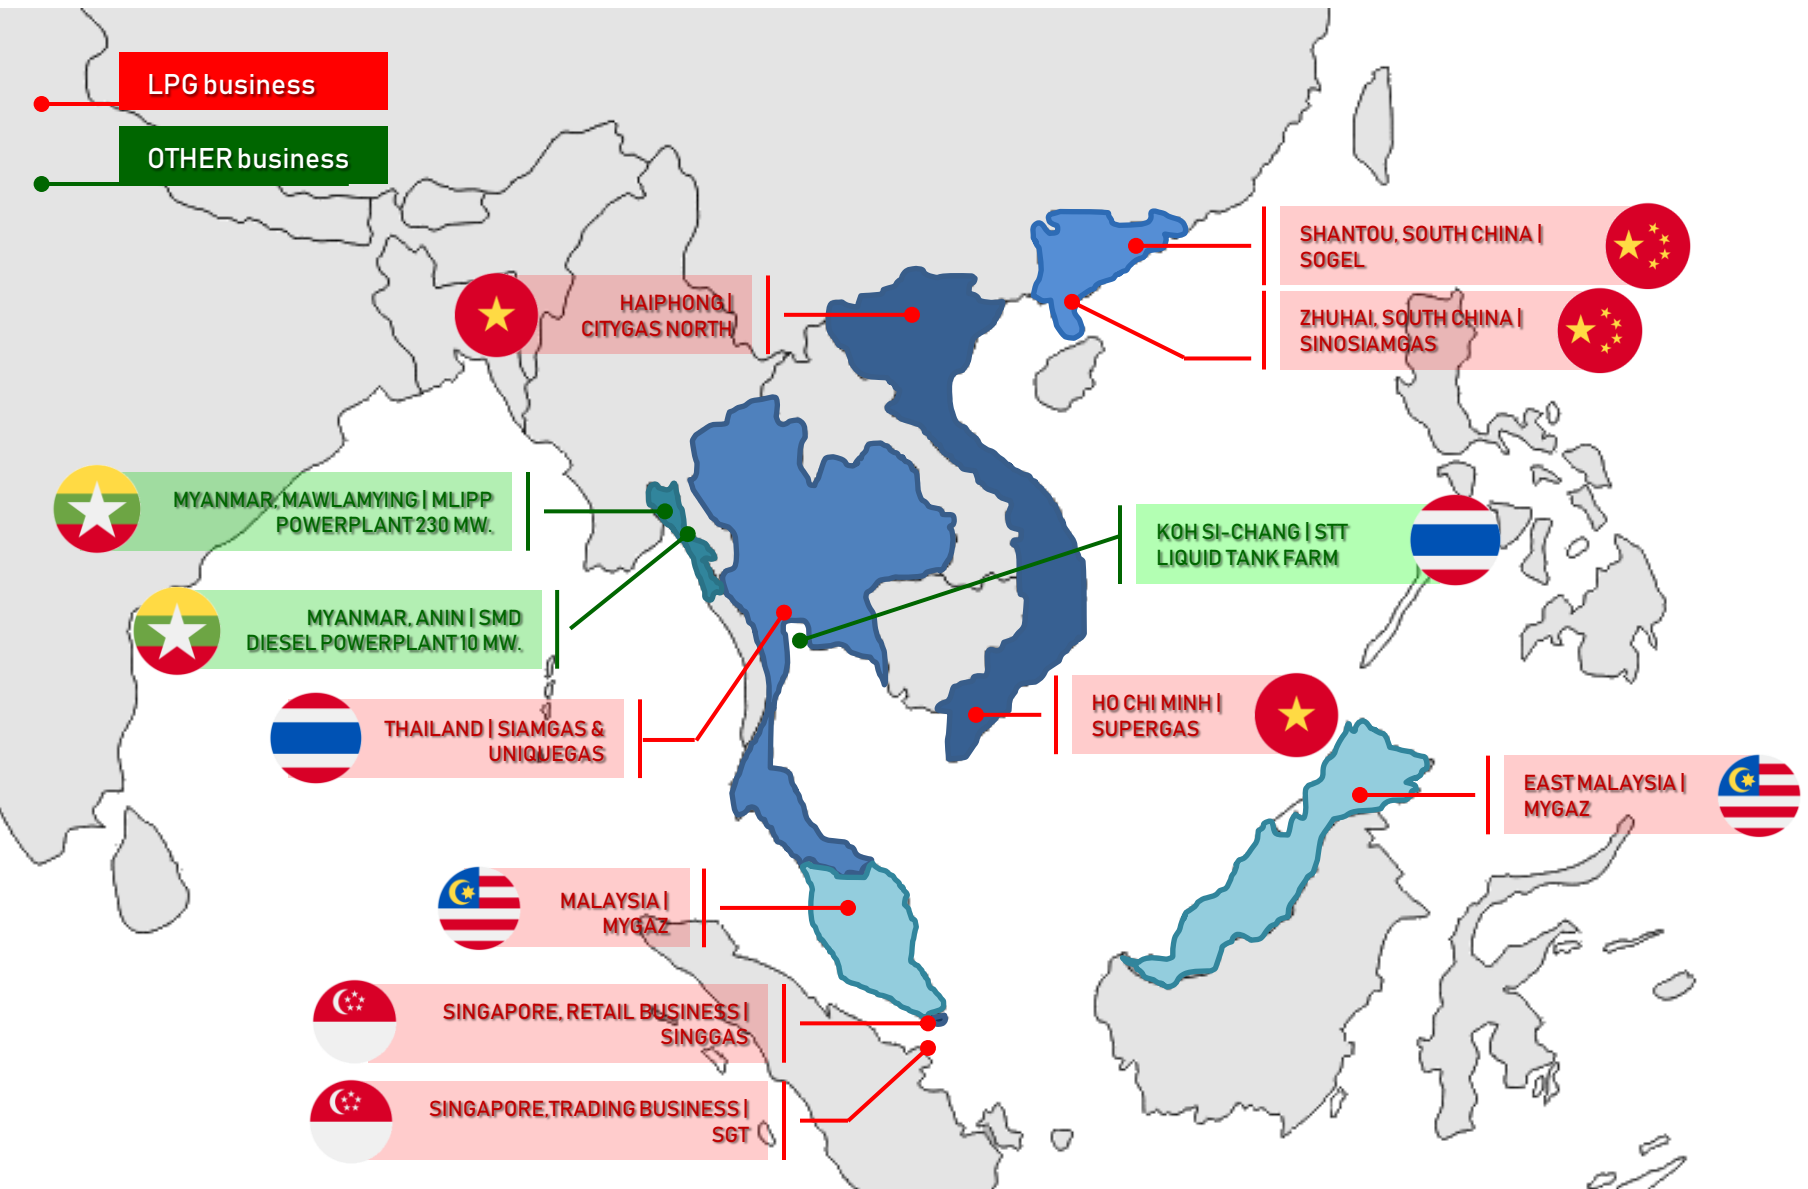 LPG business
OTHER business
SHANTOU, SOUTH CHINA |
SOGEL
HAIPHONG |
CITYGAS NORTH
ZHUHAI, SOUTH CHINA |
SINOSIAMGAS
MYANMAR, MAWLAMYING | MLIPP
POWERPLANT 230 MW.
KOH SI-CHANG | STT
LIQUID TANK FARM
MYANMAR, ANIN | SMD
DIESEL POWERPLANT 10 MW.
THAILAND | SIAMGAS &
UNIQUEGAS
HO CHI MINH |
SUPERGAS
EAST MALAYSIA |
MYGAZ
MALAYSIA |
MYGAZ
SINGAPORE, RETAIL BUSINESS |
SINGGAS
SINGAPORE,TRADING BUSINESS |
SGT